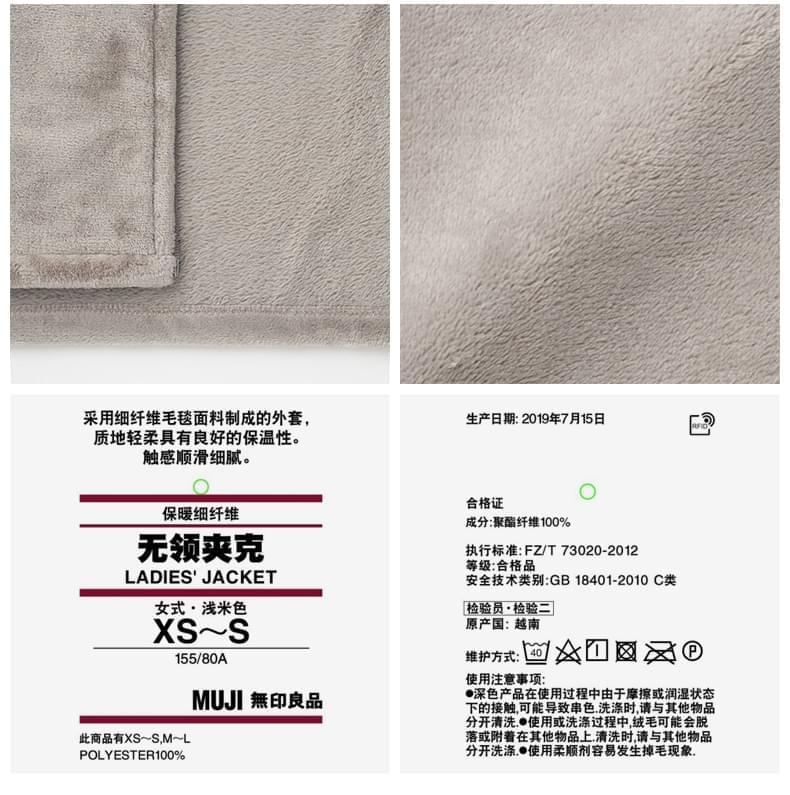 采用细纤维毛毯面料制成的外套，
质地轻柔具有良好的保温性。
触感顺滑细腻。
保暖细纤维
无领夹克
LADIES' JACKET
女式·浅米色
XS～S
155/80A
MUJI 無印良品
此商品有XS～S,M～L
POLYESTER100%
生产日期: 2019年7月15日
RFID
合格证
成分:聚酯纤维100%
执行标准: FZ/T 73020-2012
等级:合格品
安全技术类别:GB 18401-2010 C类
检验员·检验二
原产国: 越南
维护方式: 40 P
使用注意事项:
●深色产品在使用过程中由于摩擦或润湿状态
下的接触,可能导致串色.洗涤时,请与其他物品
分开清洗.●使用或洗涤过程中,绒毛可能会脱
落或附着在其他物品上.清洗时,请与其他物品
分开洗涤.●使用柔顺剂容易发生掉毛现象.